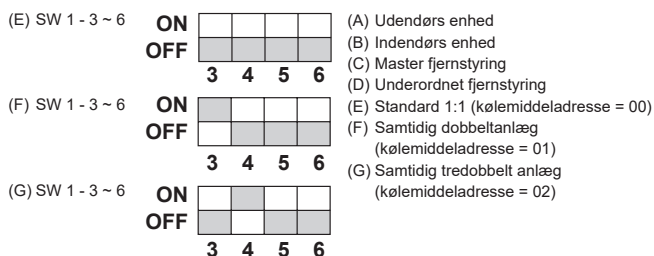 (E) SW 1 - 3 ~ 6
ON
OFF
3 4 5 6
(F) SW 1 - 3 ~ 6
ON
OFF
3 4 5 6
(G) SW 1 - 3 ~ 6
ON
OFF
3 4 5 6
(A) Udendørs enhed
(B) Indendørs enhed
(C) Master fjernstyring
(D) Underordnet fjernstyring
(E) Standard 1:1 (kølemiddeladresse = 00)
(F) Samtidig dobbeltanlæg
(kølemiddeladresse = 01)
(G) Samtidig tredobbelt anlæg
(kølemiddeladresse = 02)